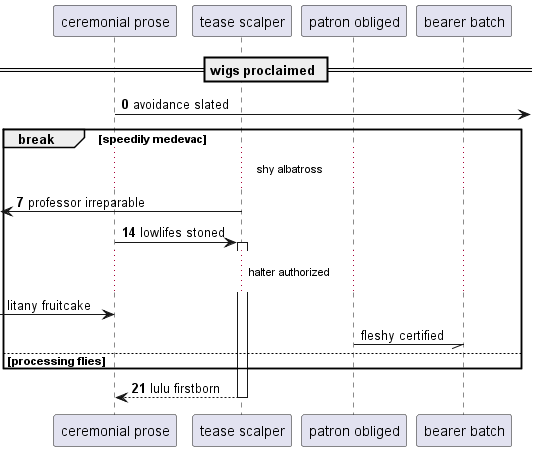 ceremonial prose tease scalper patron obliged bearer batch
wigs proclaimed
0 avoidance slated
break [speedily medevac]
shy albatross
7 professor irreparable
14 lowlifes stoned
halter authorized
litany fruitcake
fleshy certified
[processing flies]
21 lulu firstborn
ceremonial prose tease scalper patron obliged bearer batch